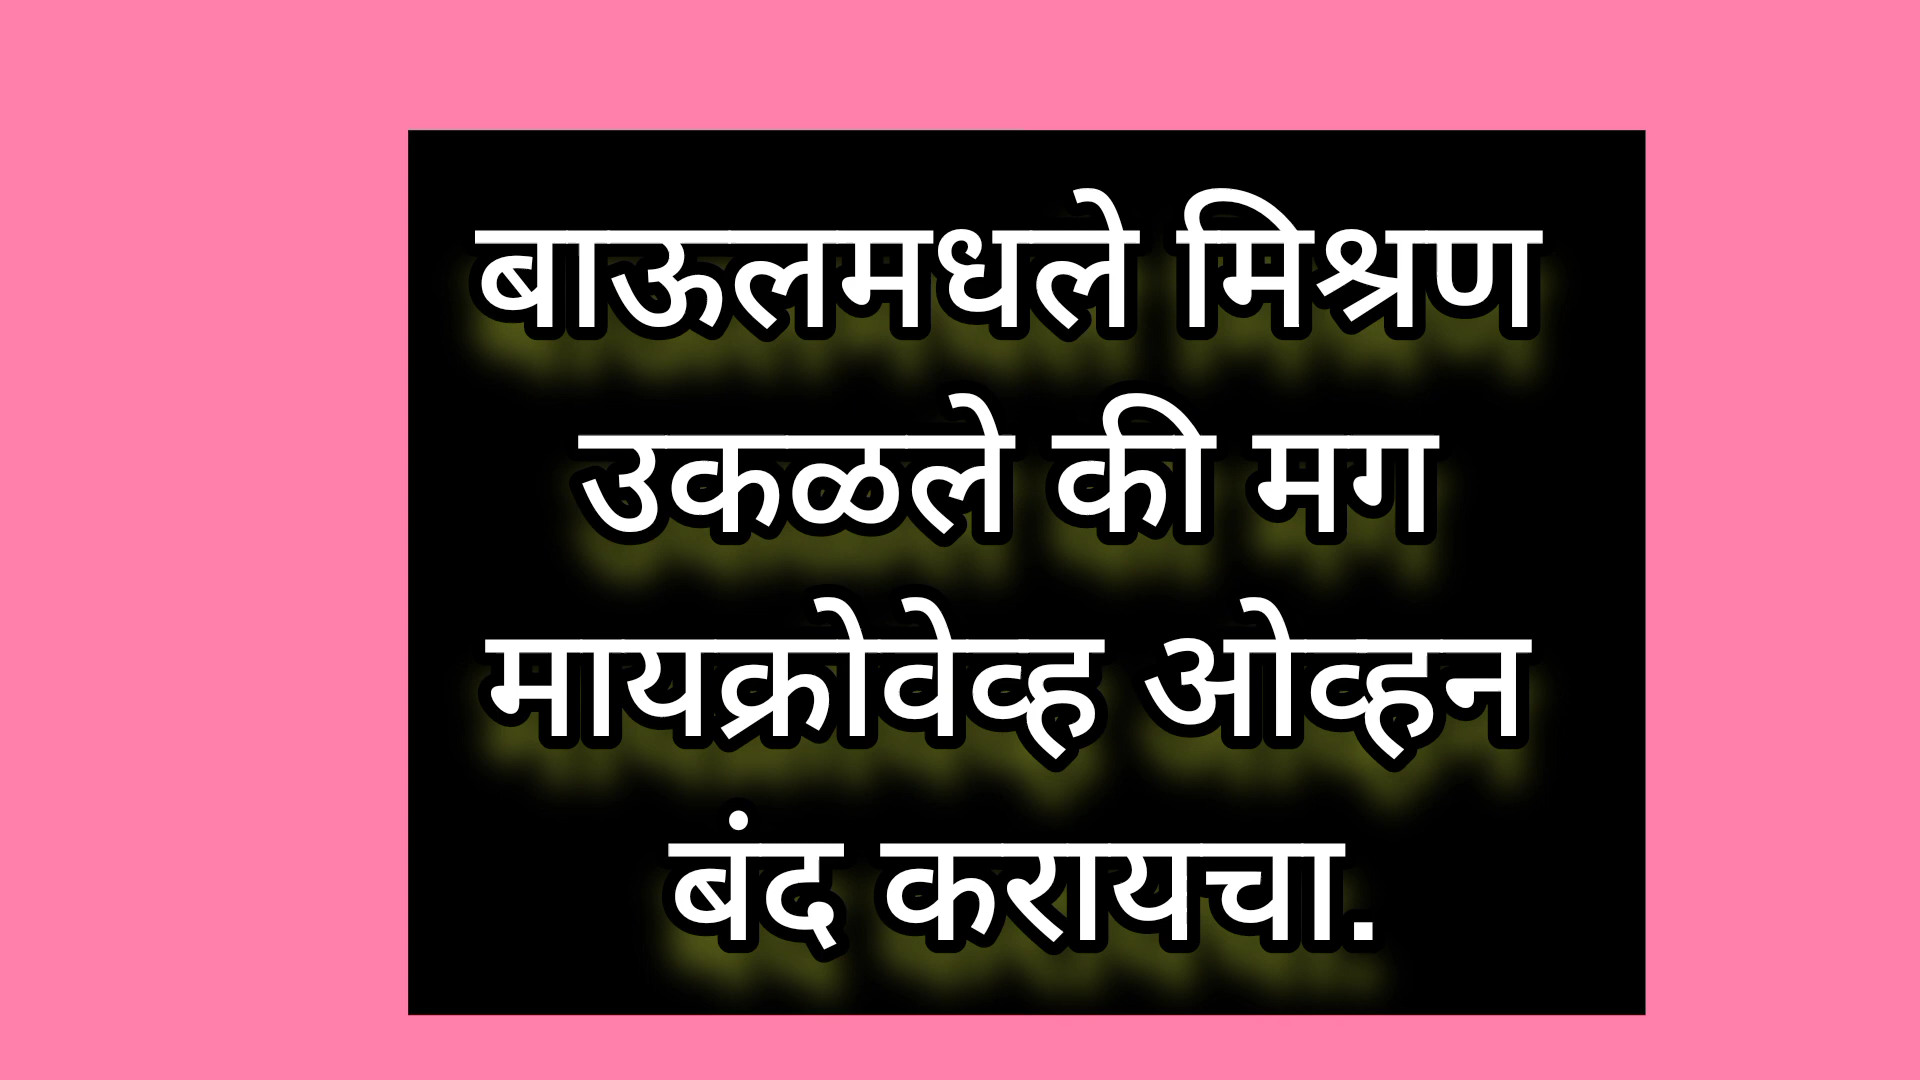 बाऊलमधले मिश्रण
उकळले की मग
मायक्रोवेव्ह ओव्हन
बंद करायचा.